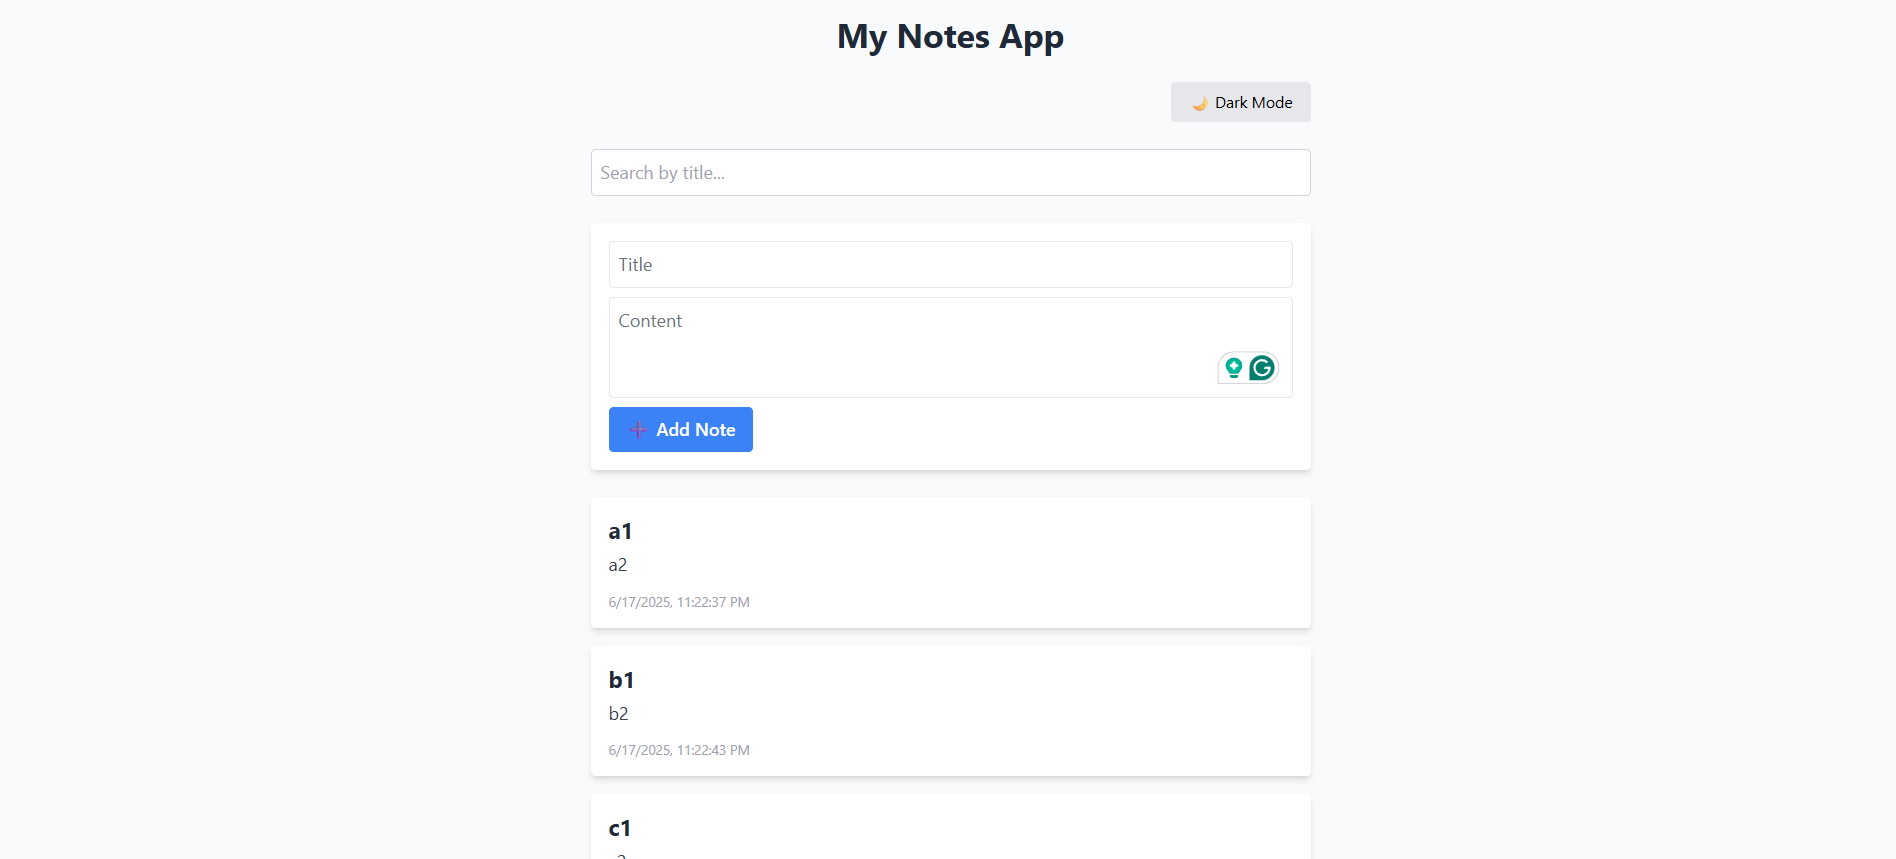 My Notes App
🌙 Dark Mode
Search by title...
Title
Content
➕ Add Note
a1
a2
6/17/2025, 11:22:37 PM
b1
b2
6/17/2025, 11:22:43 PM
c1